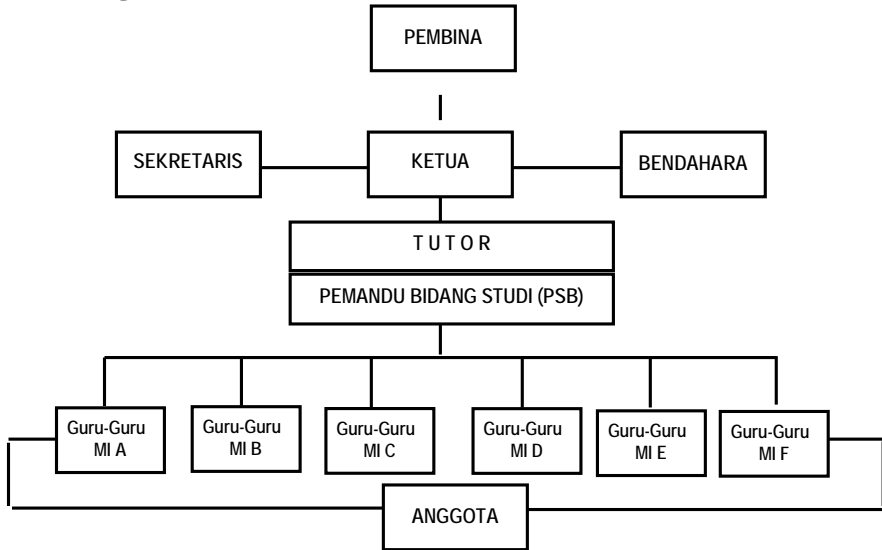 PEMBINA
SEKRETARIS
KETUA
BENDAHARA
T U T O R
PEMANDU BIDANG STUDI (PSB)
Guru-Guru
MI A
Guru-Guru
MI B
Guru-Guru
MI C
Guru-Guru
MI D
Guru-Guru
MI E
Guru-Guru
MI F
ANGGOTA